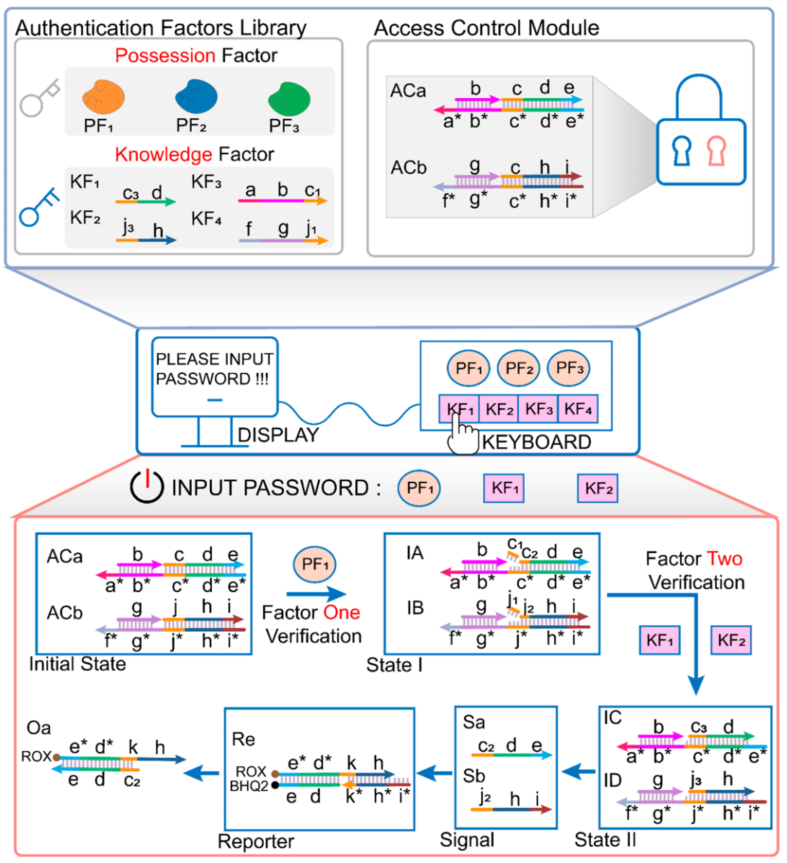 Authentication Factors Library
Access Control Module
Possession Factor
PF₁ PF₂ PF₃
Knowledge Factor
KF₁ c₃ d
KF₃ a b c₁
KF₂ j₃ h
KF₄ f g j₁
ACa b c d e
a* b* c* d* e*
ACb g c h i
f* g* c* h* i*
PLEASE INPUT
PASSWORD !!!
DISPLAY
PF₁ PF₂ PF₃
KF₁ KF₂ KF₃ KF₄
KEYBOARD
INPUT PASSWORD : PF₁ KF₁ KF₂
ACa b c d e
a* b* c* d* e*
ACb g j h i
f* g* j* h* i*
Initial State
PF₁
Factor One
Verification
IA b c₁ c₂ d e
a* b* c* d* e*
IB g j₁ j₂ h i
f* g* j* h* i*
State I
Factor Two
Verification
KF₁ KF₂
IC b c₃ d
a* b* c* d* e*
ID g j₃ h
f* g* j* h* i*
State II
Sa
c₂ d e
Sb
j₂ h i
Signal
Re
e* d* k h
ROX
BHQ2
e d k* h* i*
Reporter
Oa
e* d* k h
ROX
e d c₂